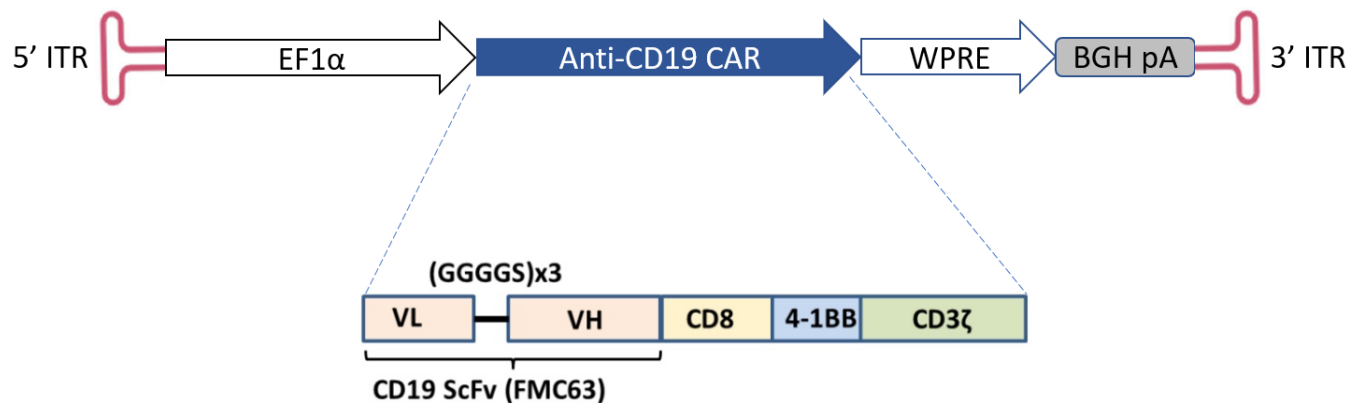 5’ ITR EF1α Anti-CD19 CAR WPRE BGH pA 3’ ITR
(GGGGS)x3
VL VH CD8 4-1BB CD3ζ
CD19 ScFv (FMC63)